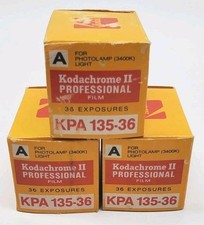 A
FOR
PHOTOLAMP (3400K)
LIGHT
Kodachrome II
PROFESSIONAL
FILM
36 EXPOSURES
KPA 135-36
A
FOR
PHOTOLAMP (3400K)
LIGHT
Kodachrome II
PROFESSIONAL
FILM
36 EXPOSURES
KPA 135-36
A
FOR
PHOTOLAMP (3400K)
LIGHT
Kodachrome II
PROFESSIONAL
FILM
36 EXPOSURES
KPA 135-36